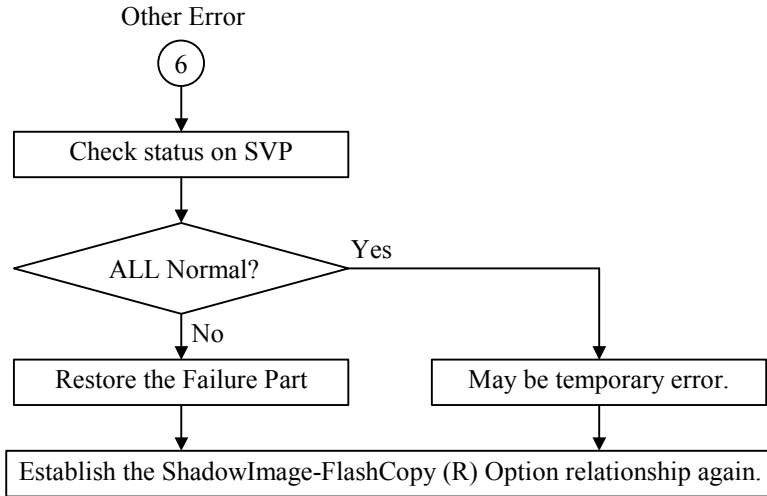 Other Error
6
Check status on SVP
ALL Normal?
Yes
No
Restore the Failure Part
May be temporary error.
Establish the ShadowImage-FlashCopy (R) Option relationship again.